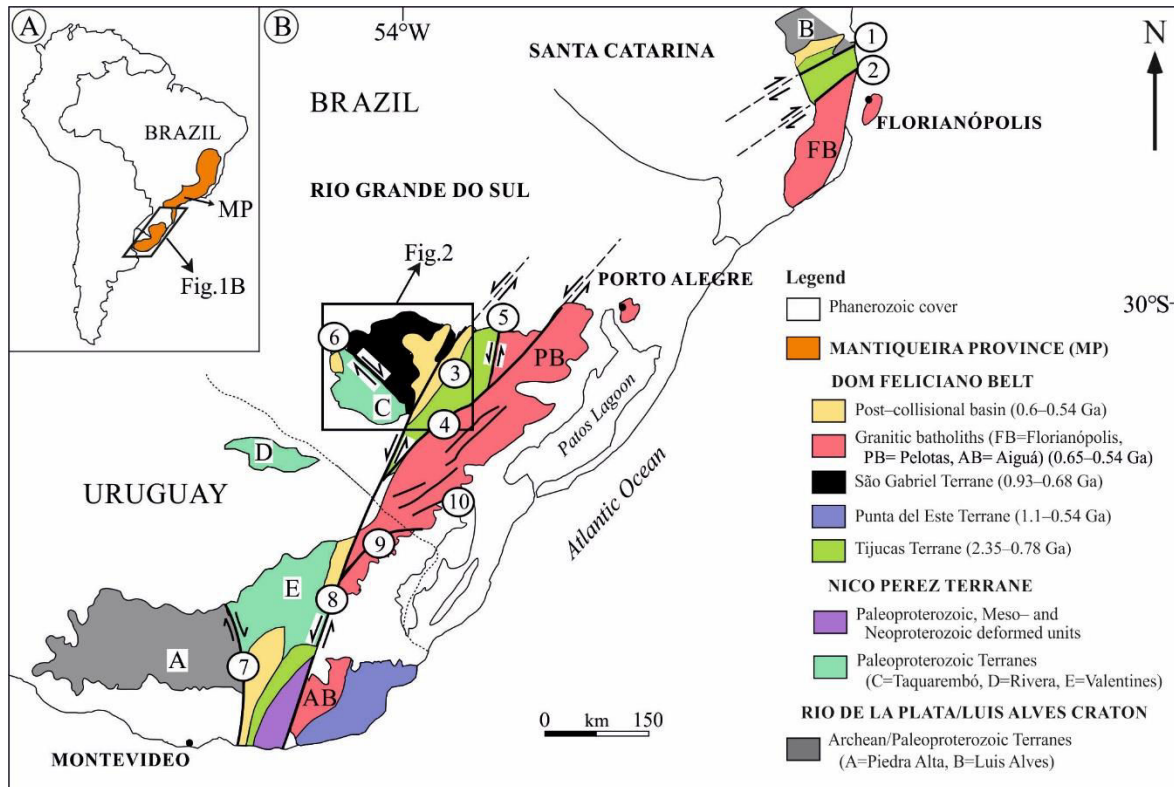 A
BRAZIL
MP
Fig.1B
B
54°W
SANTA CATARINA
N
BRAZIL
B
1
2
FLORIANÓPOLIS
FB
RIO GRANDE DO SUL
Fig.2
PORTO ALEGRE
30°S
6
5
PB
3
C
4
Patos Lagoon
D
URUGUAY
10
Atlantic Ocean
9
E
8
A
7
AB
0 km 150
MONTEVIDEO
Legend
Phanerozoic cover
MANTIQUEIRA PROVINCE (MP)
DOM FELICIANO BELT
Post–collisional basin (0.6–0.54 Ga)
Granitic batholiths (FB=Florianópolis,
PB= Pelotas, AB= Aiguá) (0.65–0.54 Ga)
São Gabriel Terrane (0.93–0.68 Ga)
Punta del Este Terrane (1.1–0.54 Ga)
Tijucas Terrane (2.35–0.78 Ga)
NICO PEREZ TERRANE
Paleoproterozoic, Meso– and
Neoproterozoic deformed units
Paleoproterozoic Terranes
(C=Taquarembó, D=Rivera, E=Valentines)
RIO DE LA PLATA/LUIS ALVES CRATON
Archean/Paleoproterozoic Terranes
(A=Piedra Alta, B=Luis Alves)